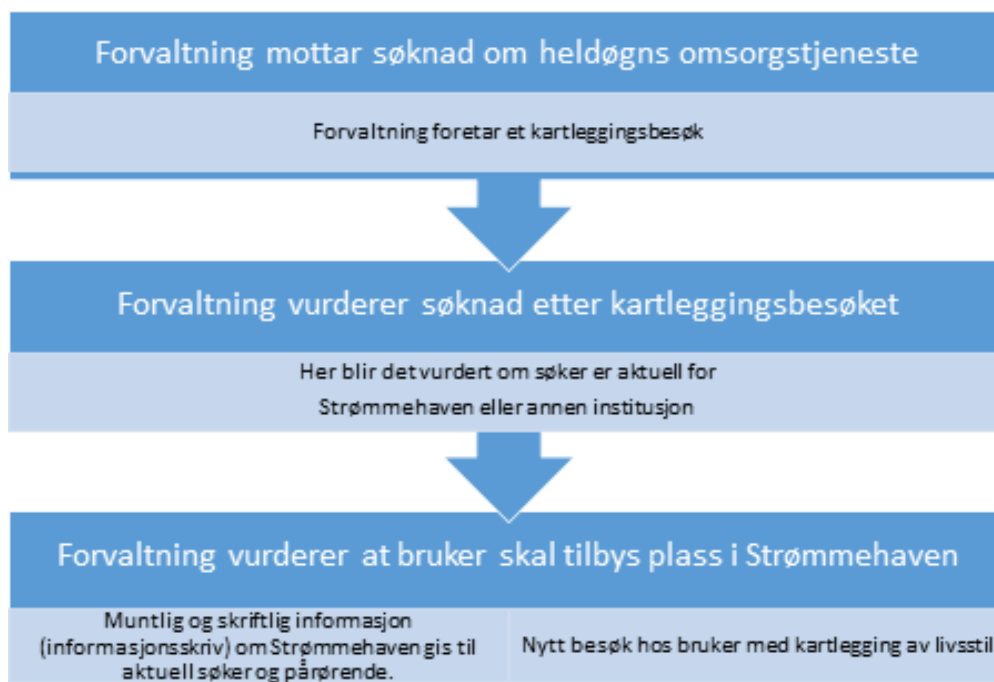 Forvaltning mottar søknad om heldøgns omsorgstjeneste
Forvaltning foretar et kartleggingsbesøk
Forvaltning vurderer søknad etter kartleggingsbesøket
Her blir det vurdert om søker er aktuell for
Strømmehaven eller annen institusjon
Forvaltning vurderer at bruker skal tilbys plass i Strømmehaven
Muntlig og skriftlig informasjon
(informasjonsskriv) om Strømmehaven gis til
aktuell søker og pårørende.
Nytt besøk hos bruker med kartlegging av livsstil